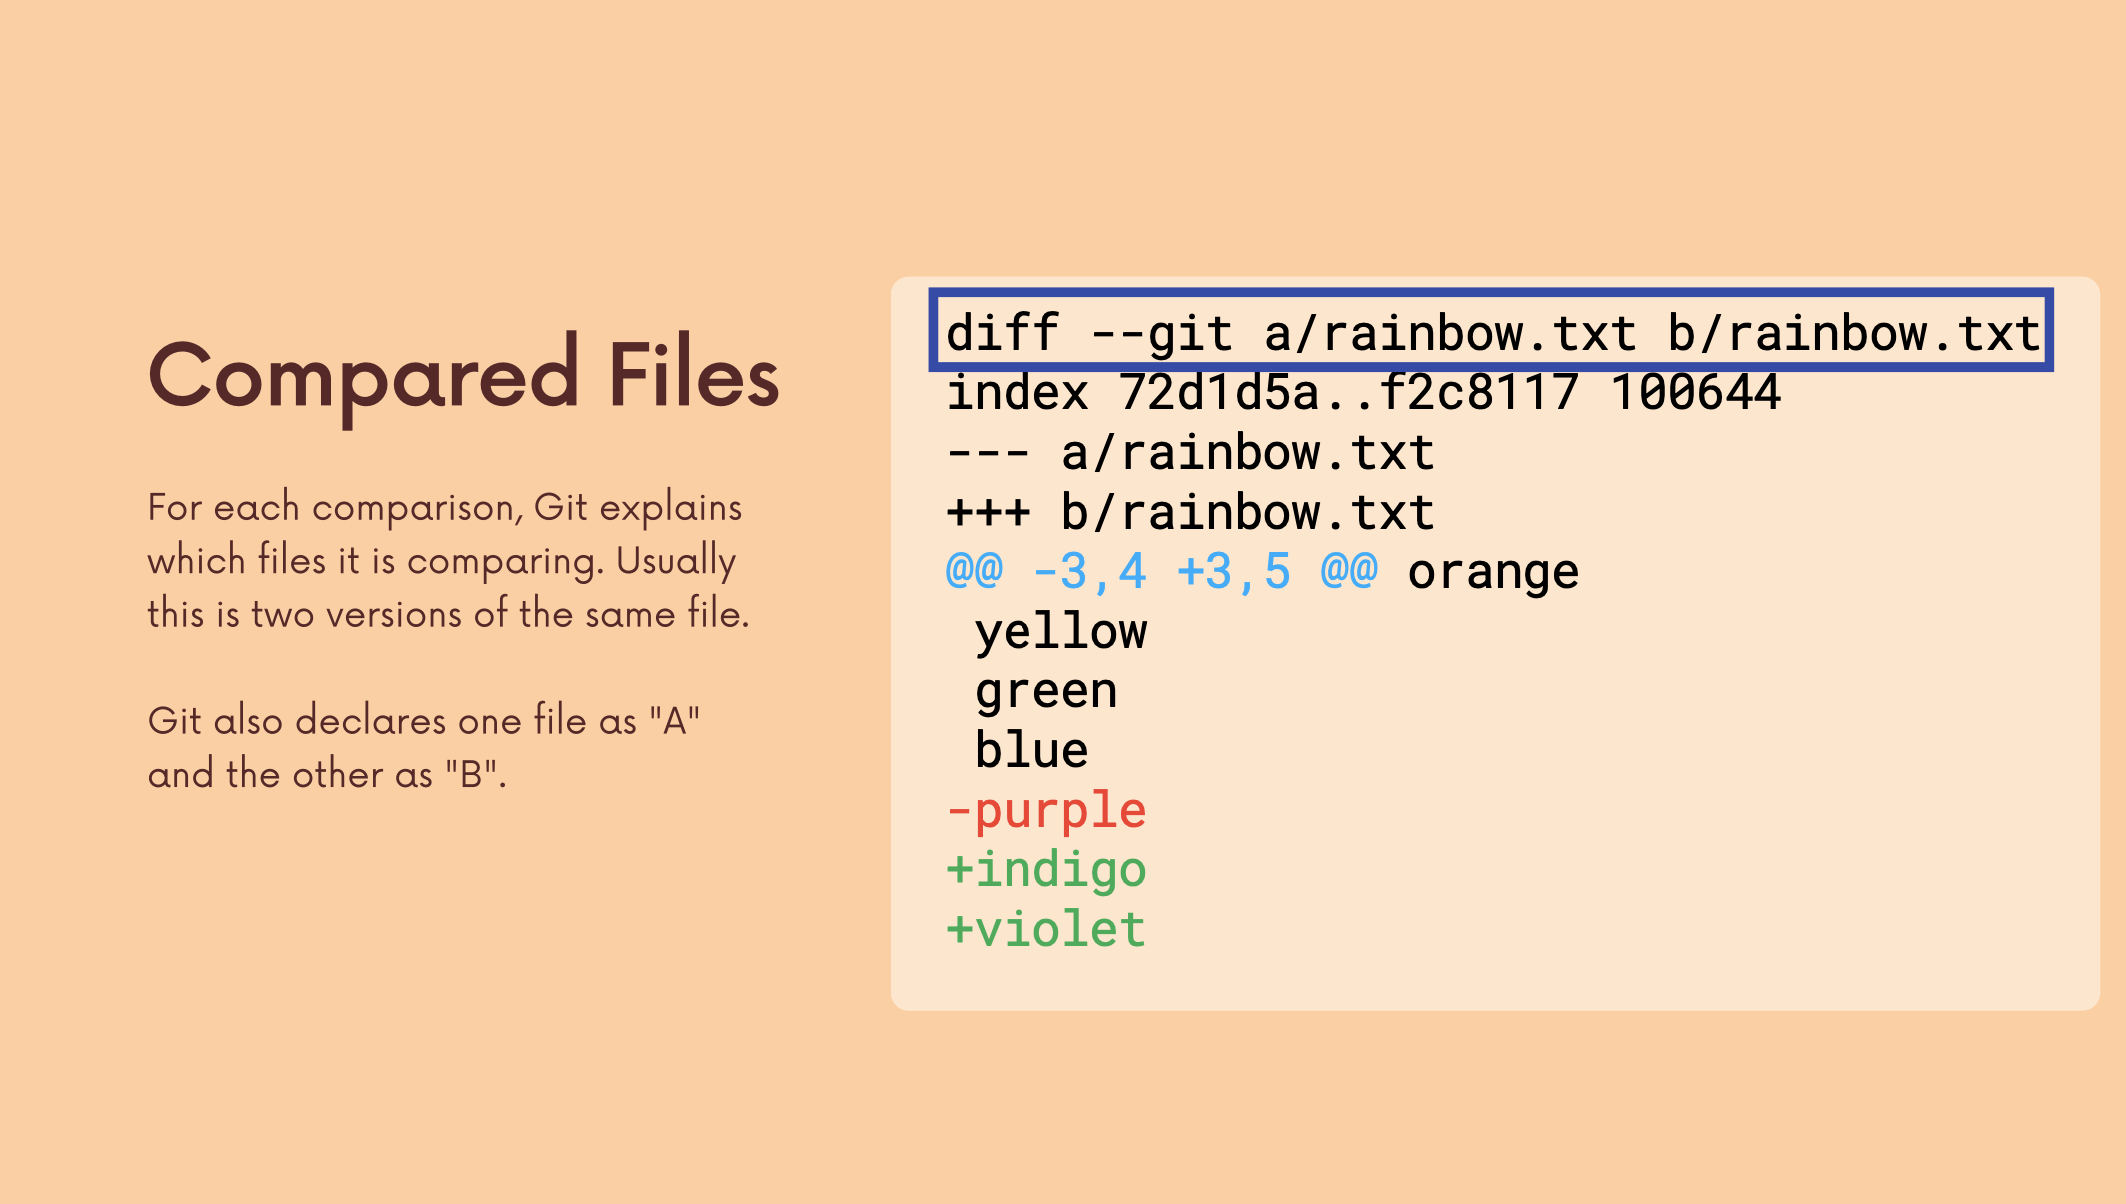 Compared Files
For each comparison, Git explains
which files it is comparing. Usually
this is two versions of the same file.
Git also declares one file as "A"
and the other as "B".
diff --git a/rainbow.txt b/rainbow.txt
index 72d1d5a..f2c8117 100644
--- a/rainbow.txt
+++ b/rainbow.txt
@@ -3,4 +3,5 @@ orange
 yellow
 green
 blue
-purple
+indigo
+violet